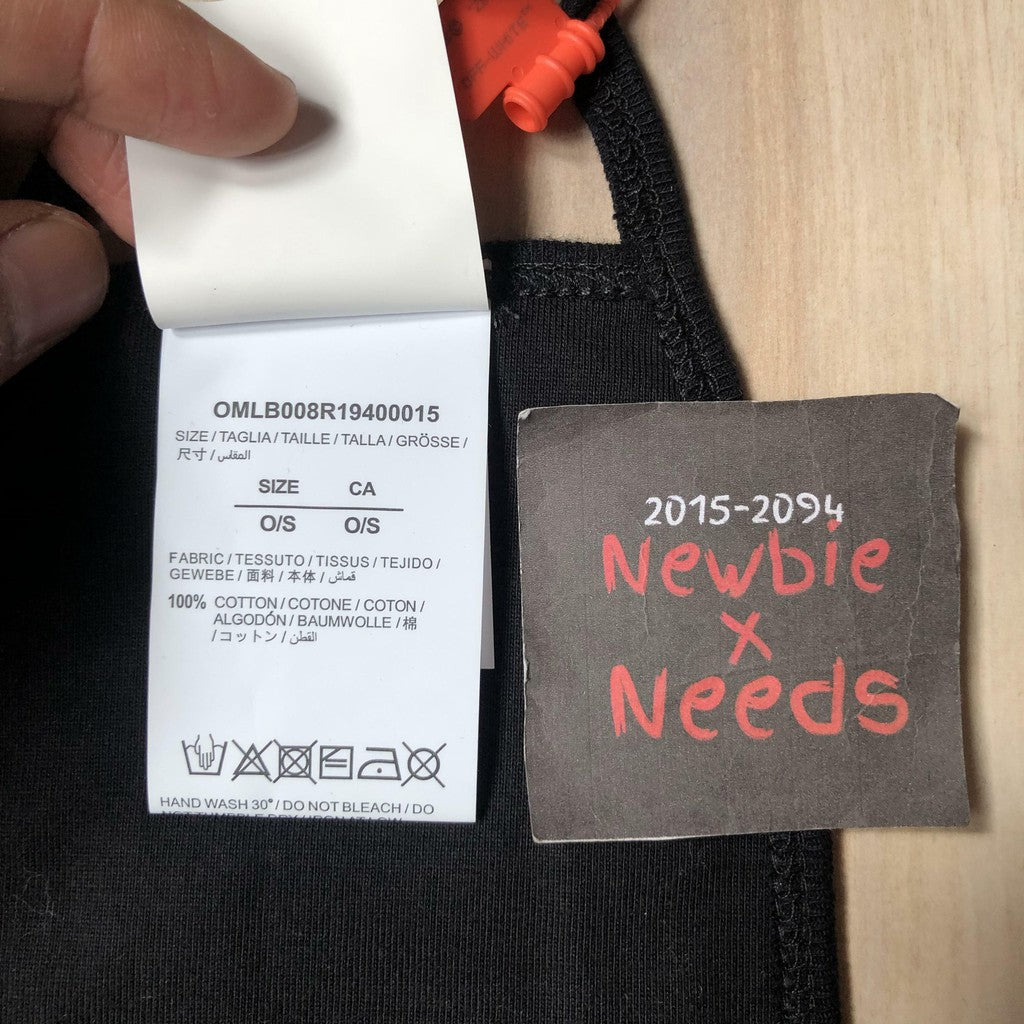 OFF-WHITE™
OMLB008R19400015
SIZE / TAGLIA / TAILLE / TALLA / GRÖSSE /
尺寸 / المقاس
SIZE CA
O/S O/S
FABRIC / TESSUTO / TISSUS / TEJIDO /
GEWEBE / 面料 / 本体 / قماش
100% COTTON / COTONE / COTON /
ALGODÓN / BAUMWOLLE / 棉
/ コットン / القطن
HAND WASH 30° / DO NOT BLEACH / DO
2015-2094
Newbie
x
Needs